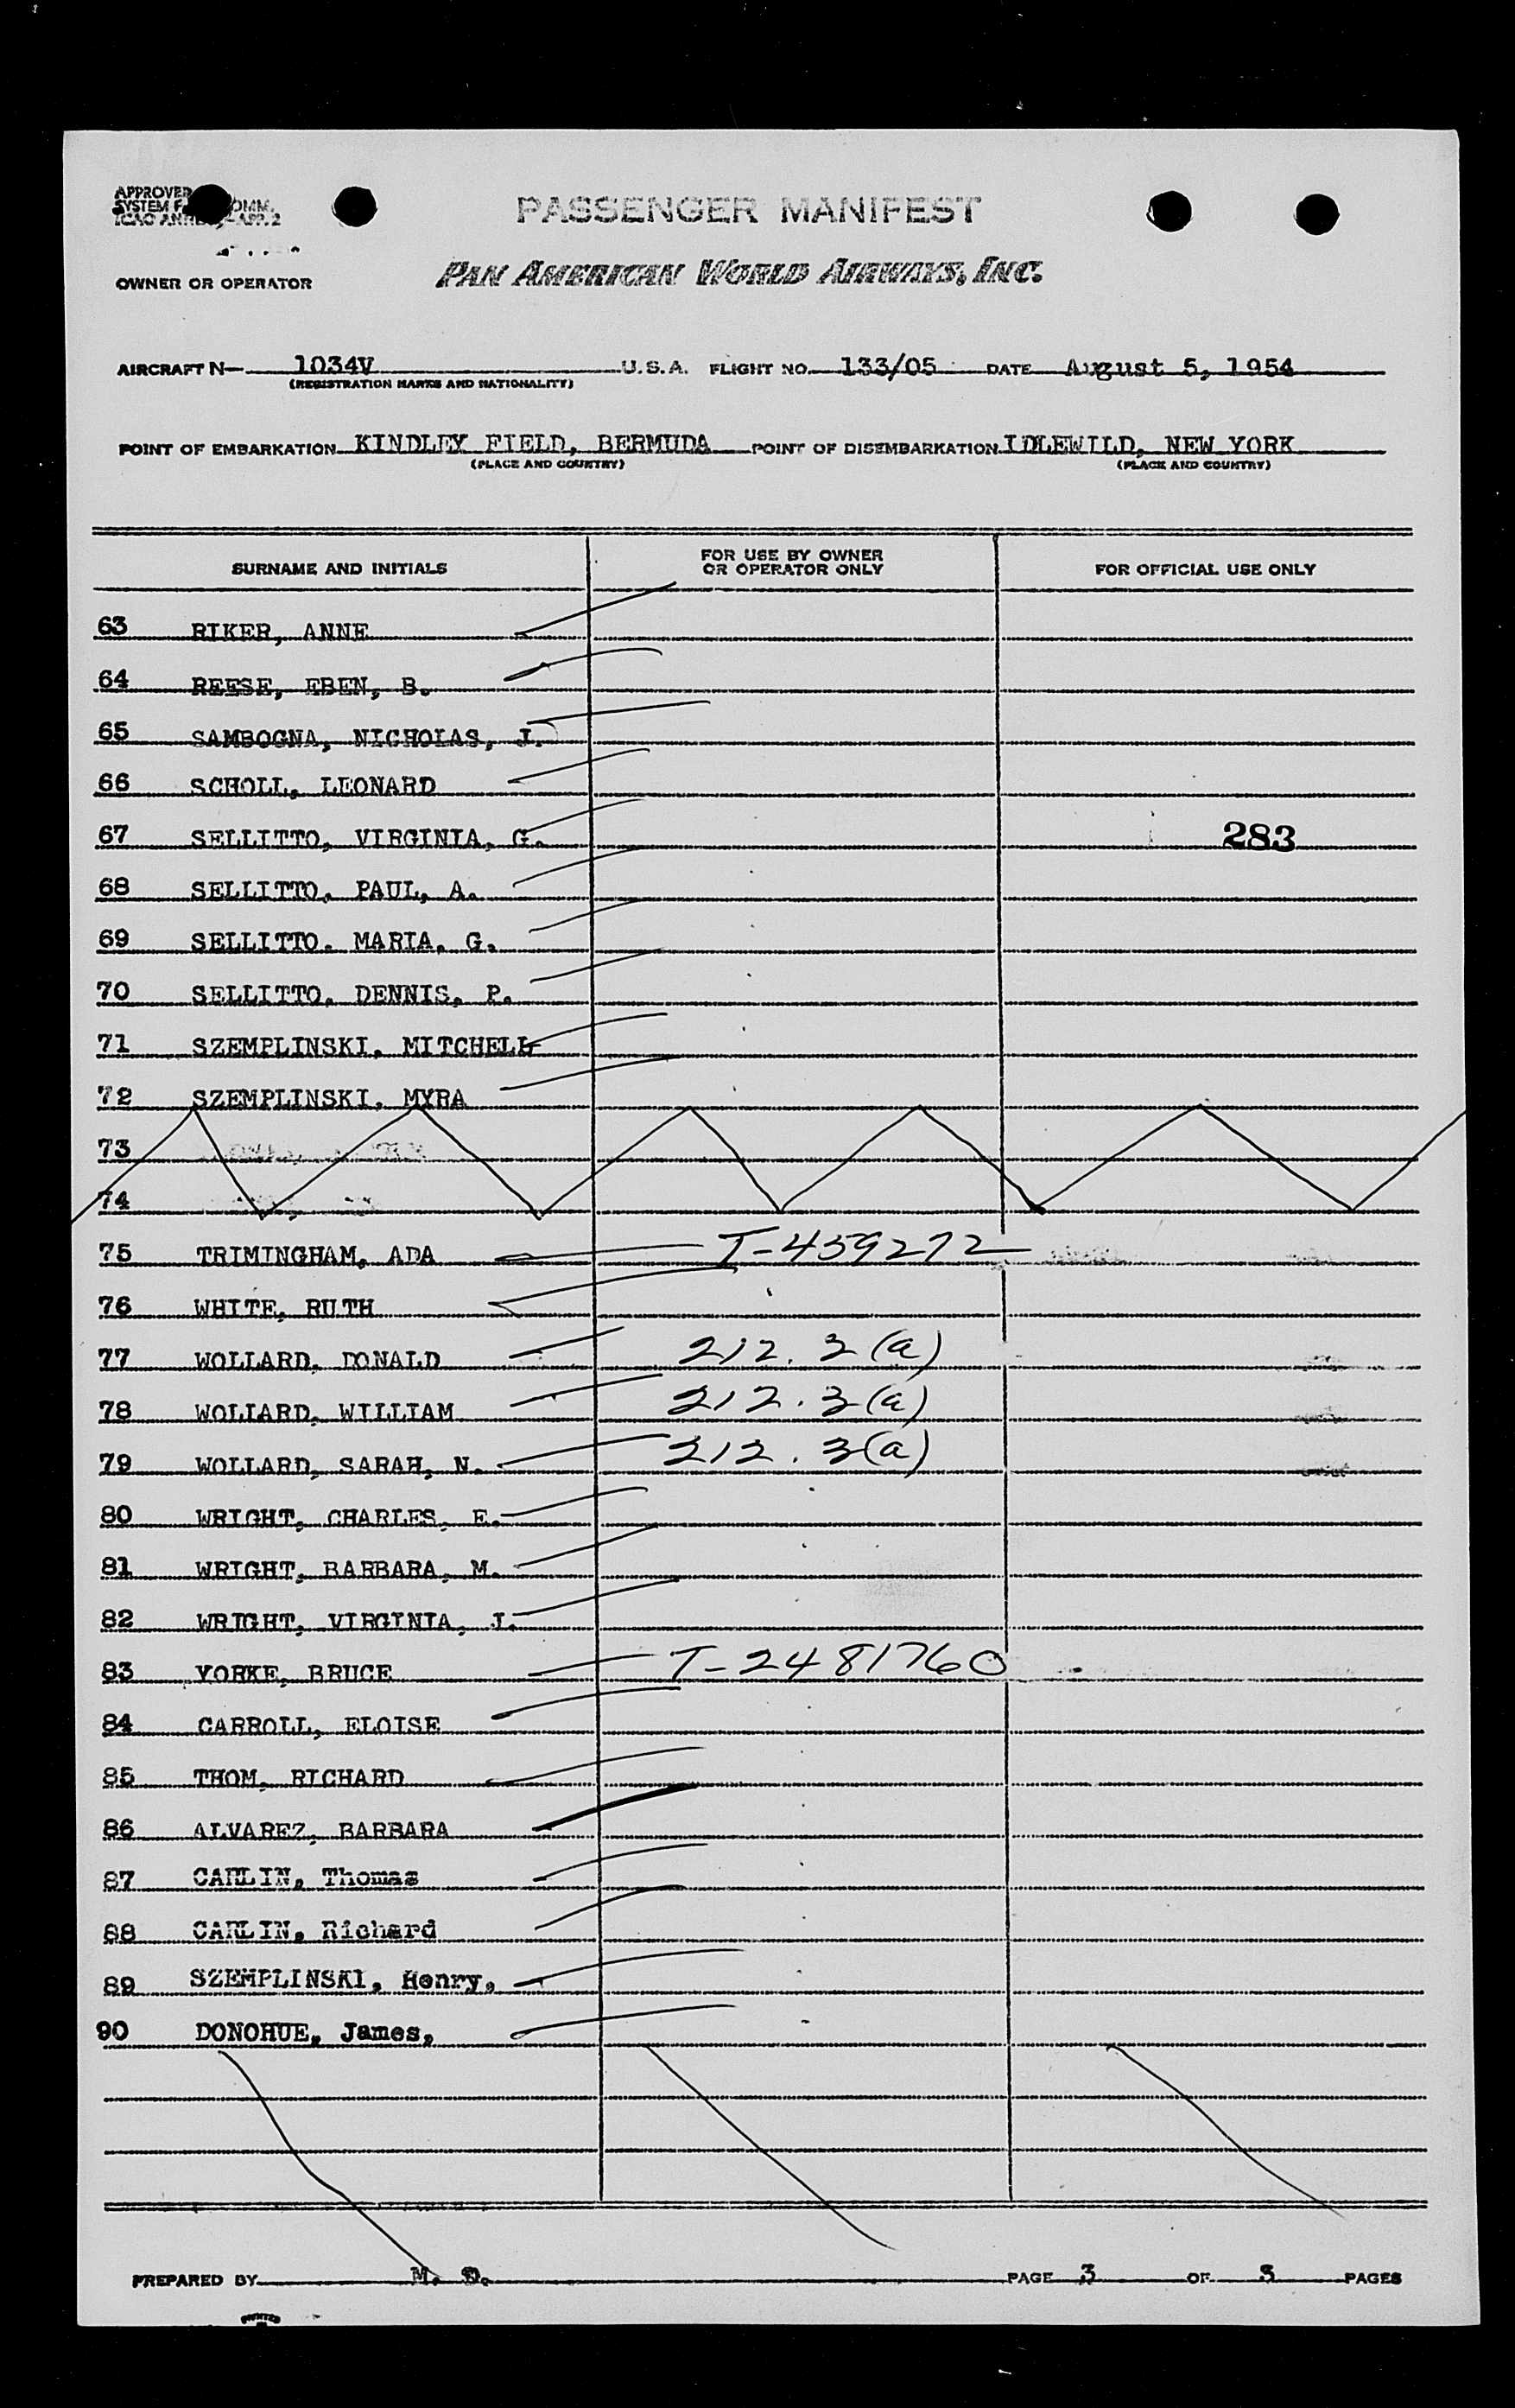 PASSENGER MANIFEST
SYSTEM
OWNER OR OPERATOR PAN AMERICAN WORLD AIRWAYS, INC.
AIRCRAFT N— 1034V U.S.A. FLIGHT NO. 133/05 DATE August 5, 1954
(REGISTRATION MARKS AND NATIONALITY)
POINT OF EMBARKATION KINDLEY FIELD, BERMUDA POINT OF DISEMBARKATION IDLEWILD, NEW YORK
(PLACE AND COUNTRY) (PLACE AND COUNTRY)
SURNAME AND INITIALS FOR USE BY OWNER OR OPERATOR ONLY FOR OFFICIAL USE ONLY
63 RIKER, ANNE
64 REESE, EBEN, B.
65 SAMBOGNA, NICHOLAS, J.
66 SCHOLL, LEONARD
67 SELLITTO, VIRGINIA, G. 283
68 SELLITTO, PAUL, A.
69 SELLITTO, MARIA, G.
70 SELLITTO, DENNIS, P.
71 SZEMPLINSKI, MITCHELL
72 SZEMPLINSKI, MYRA
73
74
75 TRIMINGHAM, ADA T-459272
76 WHITE, RUTH
77 WOLLARD, DONALD 212.3(a)
78 WOLLARD, WILLIAM 212.3(a)
79 WOLLARD, SARAH, N. 212.3(a)
80 WRIGHT, CHARLES, E.
81 WRIGHT, BARBARA, M.
82 WRIGHT, VIRGINIA, J.
83 YORKE, BRUCE T-2481760
84 CARROLL, ELOISE
85 THOM, RICHARD
86 ALVAREZ, BARBARA
87 CARLIN, Thomas
88 CARLIN, Richard
89 SZEMPLINSKI, Henry,
90 DONOHUE, James,
PREPARED BY M. D. PAGE 3 OF 3 PAGES